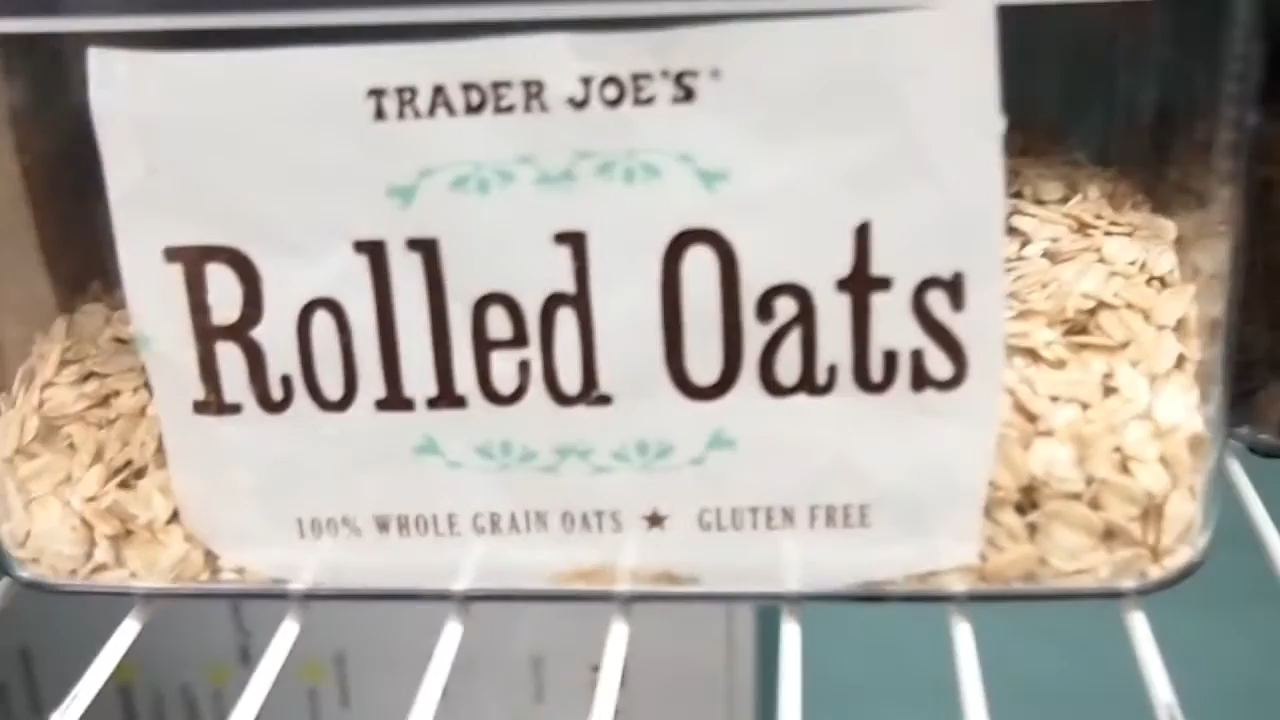 TRADER JOE'S
Rolled Oats
100% WHOLE GRAIN OATS ★ GLUTEN FREE